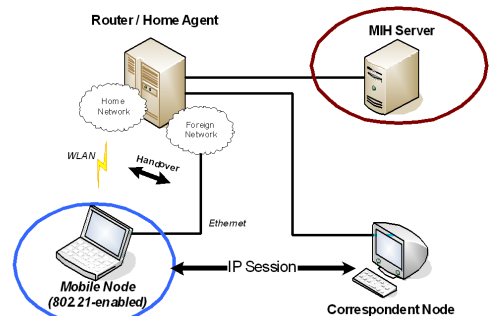 Router / Home Agent
MIH Server
Home
Network
Foreign
Network
WLAN
Handover
Ethernet
IP Session
Mobile Node
(802.21-enabled)
Correspondent Node